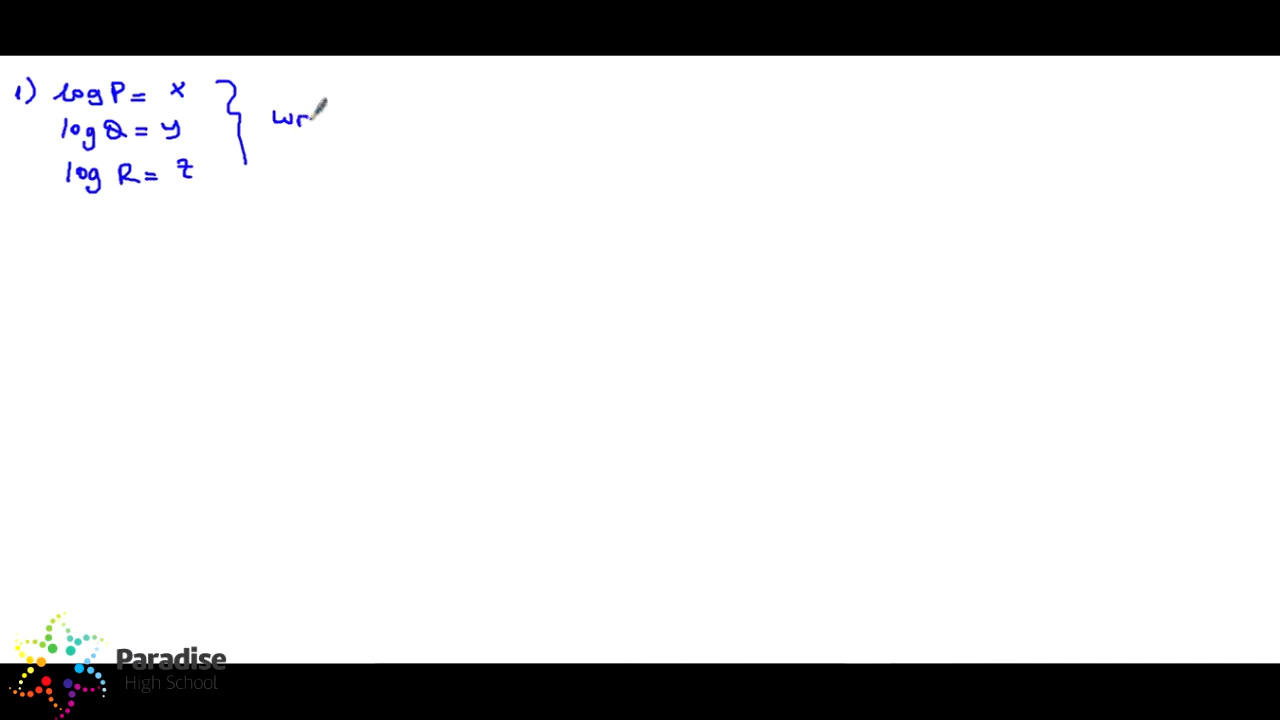 1) log P = x
log Q = y
log R = z
wr
Paradise
High School